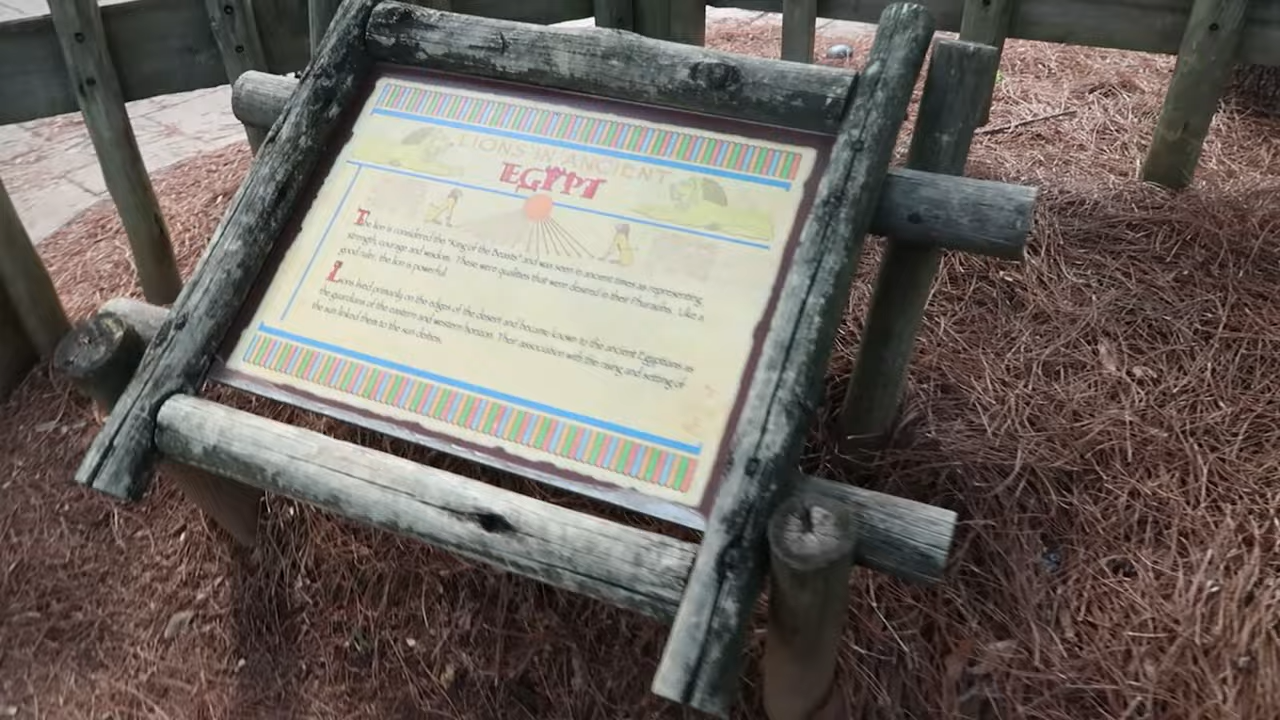 LIONS IN ANCIENT
EGYPT
The lion is considered the "King of the Beasts" and was seen in ancient times as representing
strength, courage and wisdom. These were qualities that were desired in their Pharaohs. Like a
good ruler, the lion is powerful.
Lions lived primarily on the edges of the desert and became known to the ancient Egyptians as
the guardians of the eastern and western horizon. Their association with the rising and setting of
the sun linked them to the sun deities.